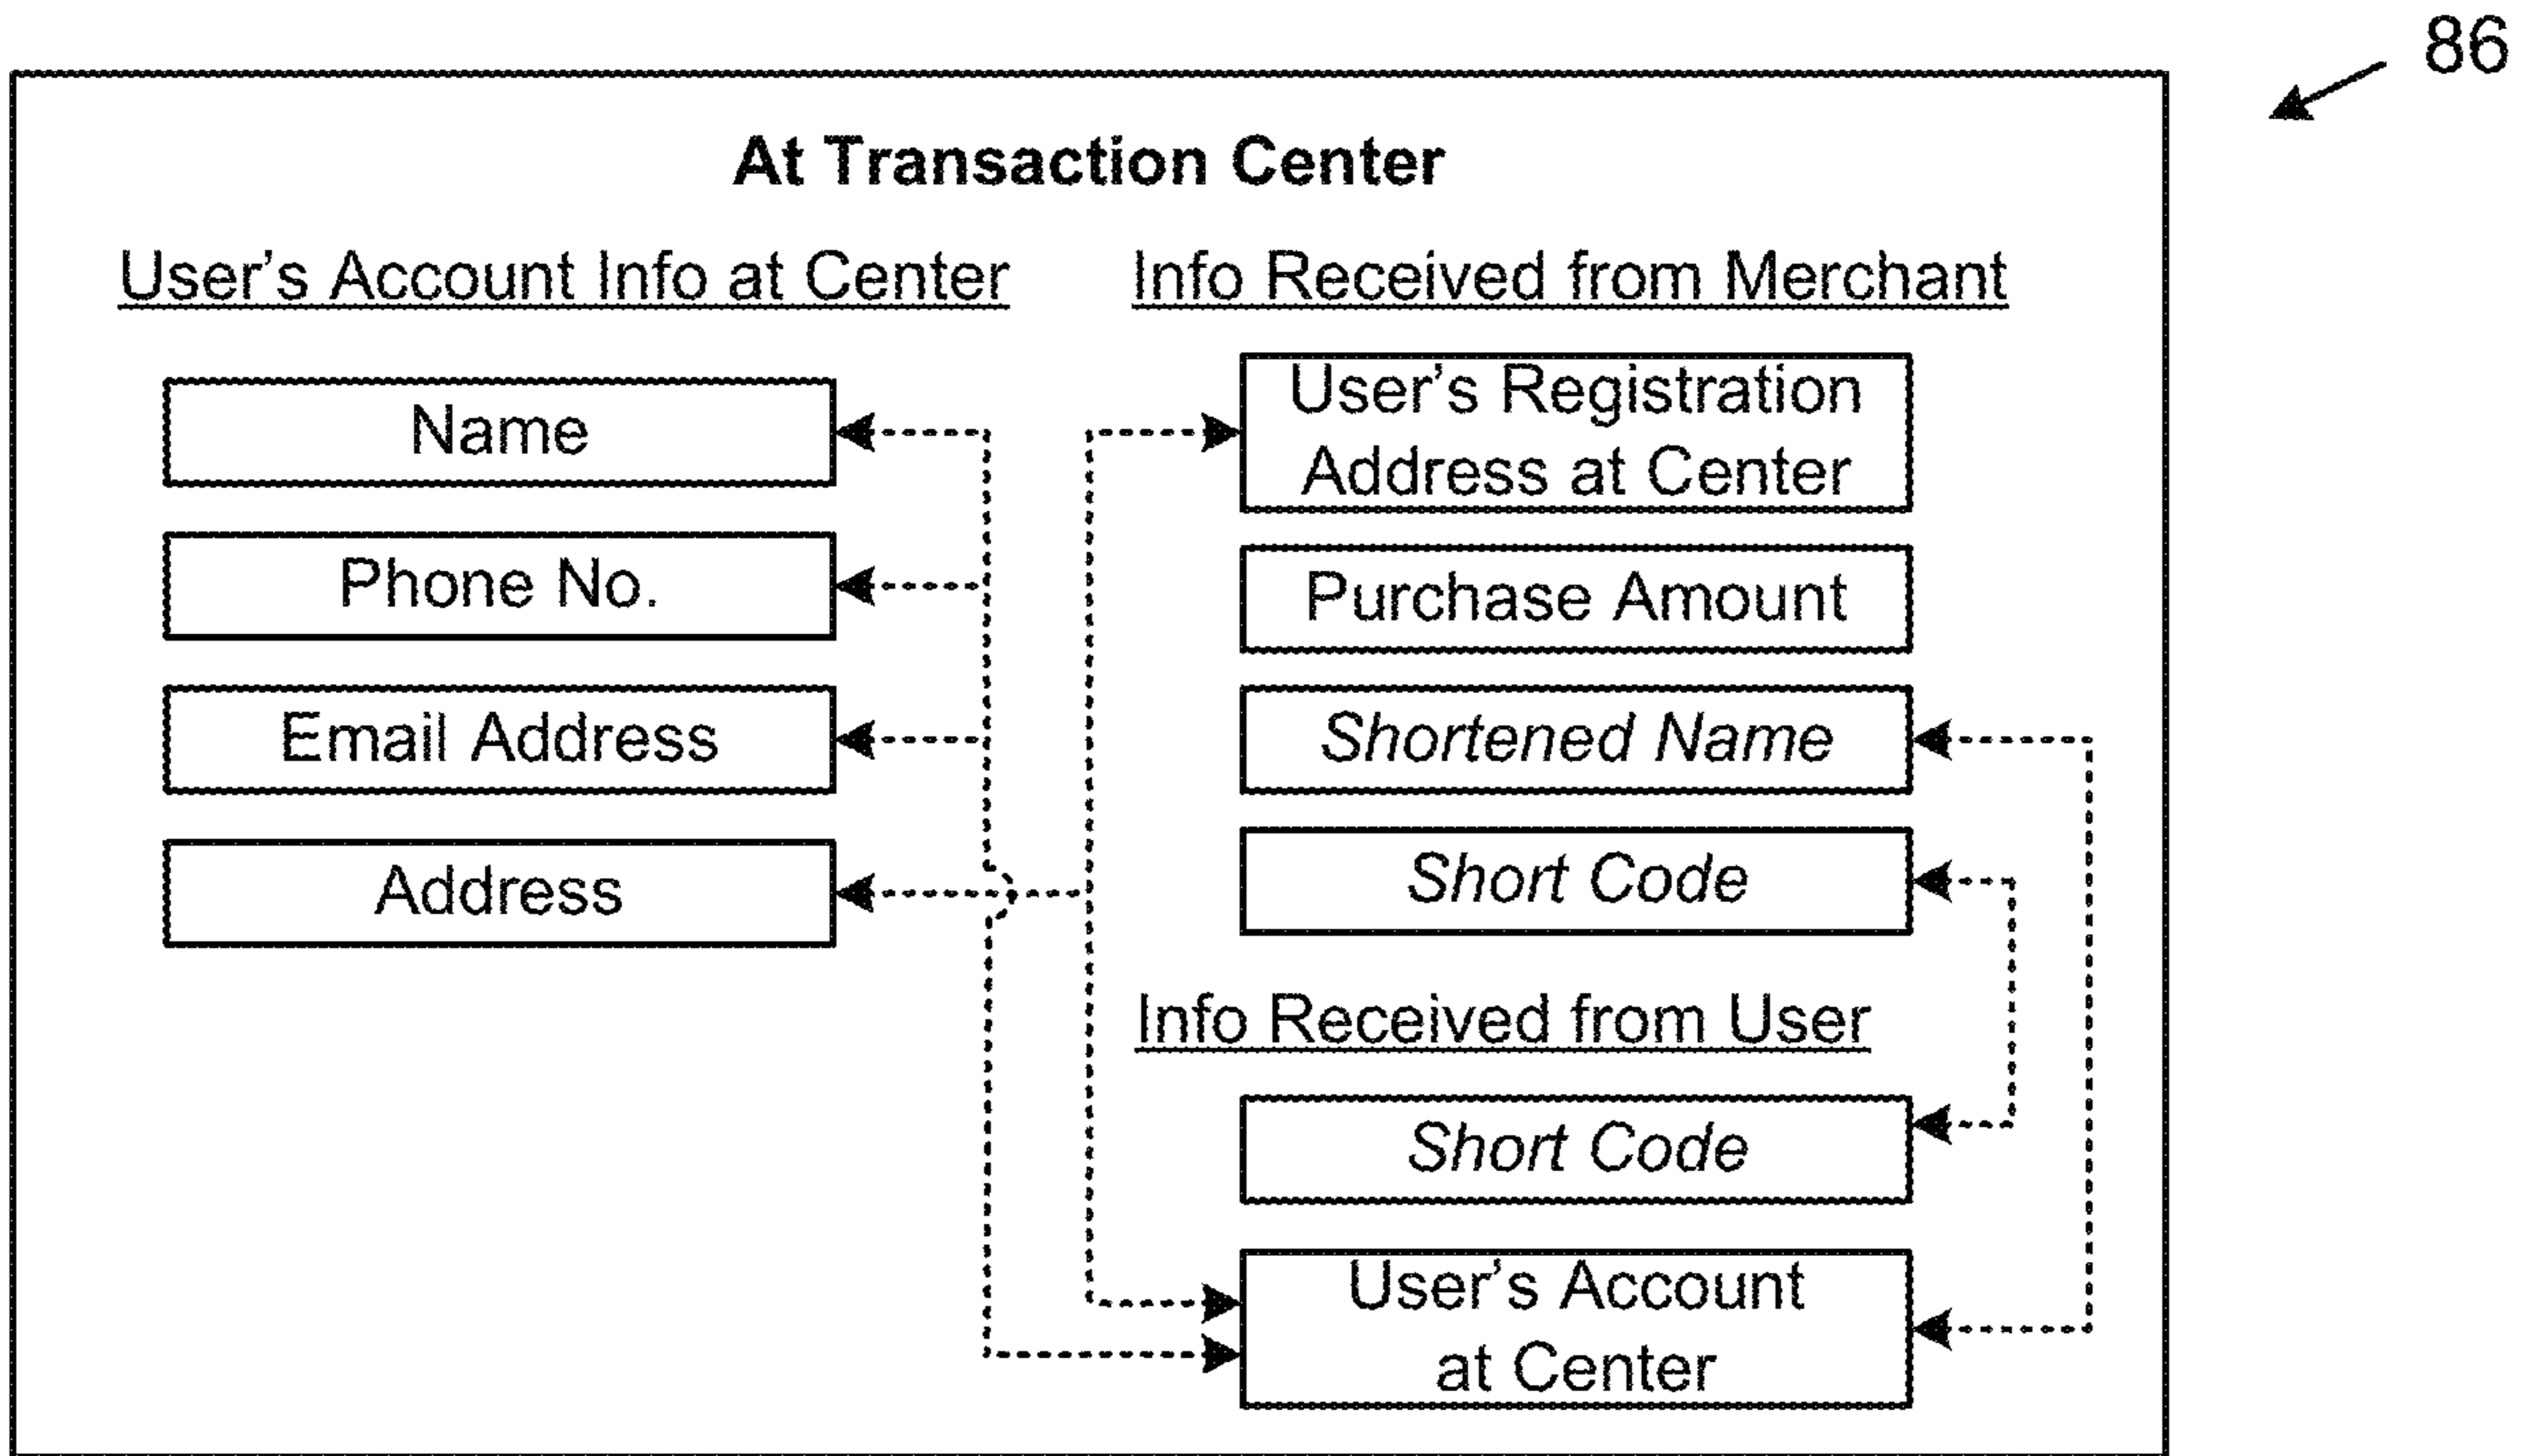 86
At Transaction Center
User's Account Info at Center
Name
Phone No.
Email Address
Address
Info Received from Merchant
User's Registration
Address at Center
Purchase Amount
Shortened Name
Short Code
Info Received from User
Short Code
User's Account
at Center